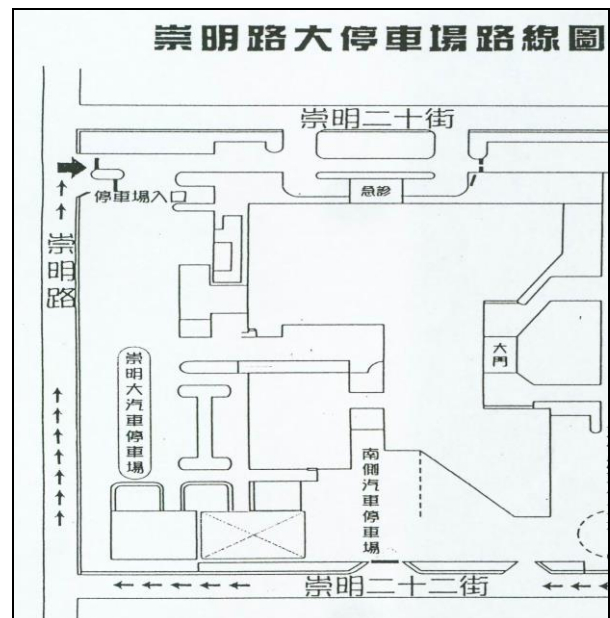 崇明路大停車場路線圖
崇明二十街
停車場入口
急診
崇明路
大門
崇明大汽車停車場
南側汽車停車場
崇明二十二街